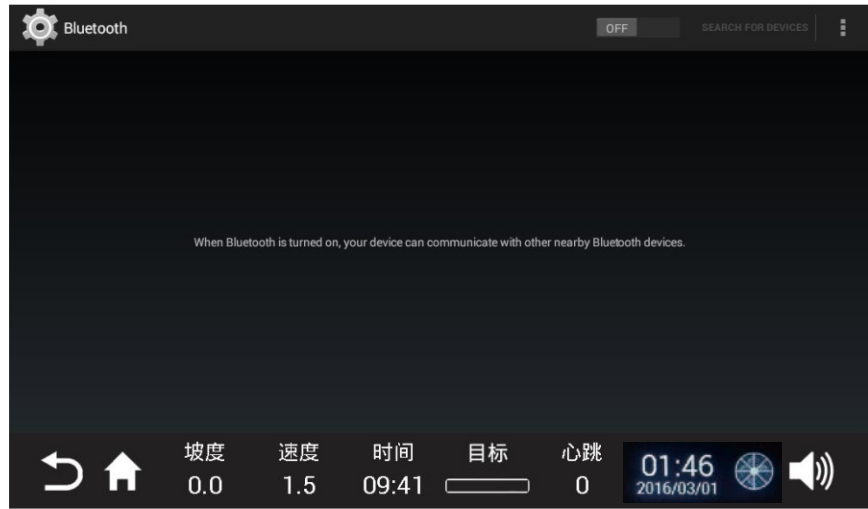 Bluetooth OFF SEARCH FOR DEVICES
When Bluetooth is turned on, your device can communicate with other nearby Bluetooth devices.
坡度 速度 时间 目标 心跳
0.0 1.5 09:41 0
01:46
2016/03/01